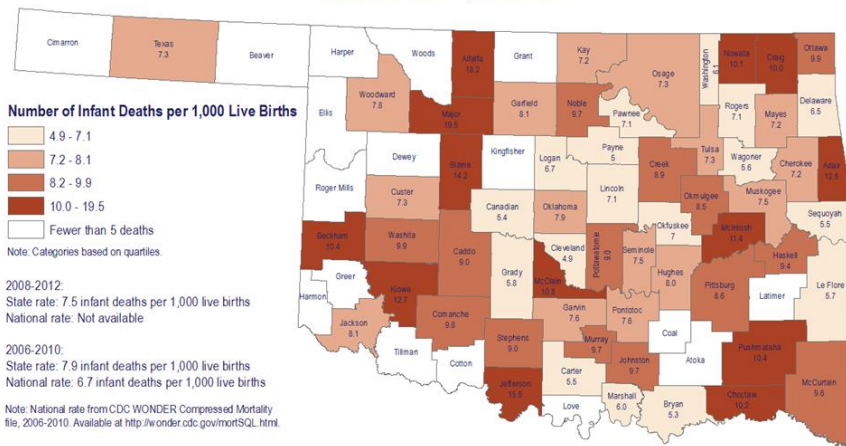 Cimarron
Texas
7.3
Beaver
Harper
Woods
Alfalfa
18.2
Grant
Kay
7.2
Osage
7.3
Washington
6.1
Nowata
10.1
Craig
10.0
Ottawa
9.9
Ellis
Woodward
7.8
Major
19.5
Garfield
8.1
Noble
9.7
Pawnee
7.1
Rogers
7.1
Mayes
7.2
Delaware
6.5
Number of Infant Deaths per 1,000 Live Births
4.9 - 7.1
7.2 - 8.1
8.2 - 9.9
10.0 - 19.5
Fewer than 5 deaths
Note: Categories based on quartiles.
Dewey
Blaine
14.2
Kingfisher
Logan
6.7
Payne
5
Creek
8.9
Tulsa
7.3
Wagoner
5.6
Cherokee
7.2
Adair
12.5
Roger Mills
Custer
7.3
Canadian
5.4
Oklahoma
7.9
Lincoln
7.1
Okmulgee
8.5
Muskogee
7.5
Sequoyah
5.5
Beckham
10.4
Washita
9.9
Caddo
9.0
Grady
5.8
Cleveland
4.9
Pottawatomie
9.0
Seminole
7.5
Okfuskee
7
McIntosh
11.4
Haskell
9.4
Greer
Kiowa
12.7
McClain
10.8
Hughes
8.0
Pittsburg
8.6
Latimer
Le Flore
5.7
Harmon
Jackson
8.1
Comanche
9.8
Garvin
7.6
Pontotoc
7.6
Coal
Tillman
Cotton
Stephens
9.0
Murray
9.7
Johnston
9.7
Atoka
Pushmataha
10.4
Jefferson
15.5
Carter
5.5
Love
Marshall
6.0
Bryan
5.3
Choctaw
10.2
McCurtain
9.6
2008-2012:
State rate: 7.5 infant deaths per 1,000 live births
National rate: Not available
2006-2010:
State rate: 7.9 infant deaths per 1,000 live births
National rate: 6.7 infant deaths per 1,000 live births
Note: National rate from CDC WONDER Compressed Mortality
file, 2006-2010. Available at http://wonder.cdc.gov/mortSQL.html.